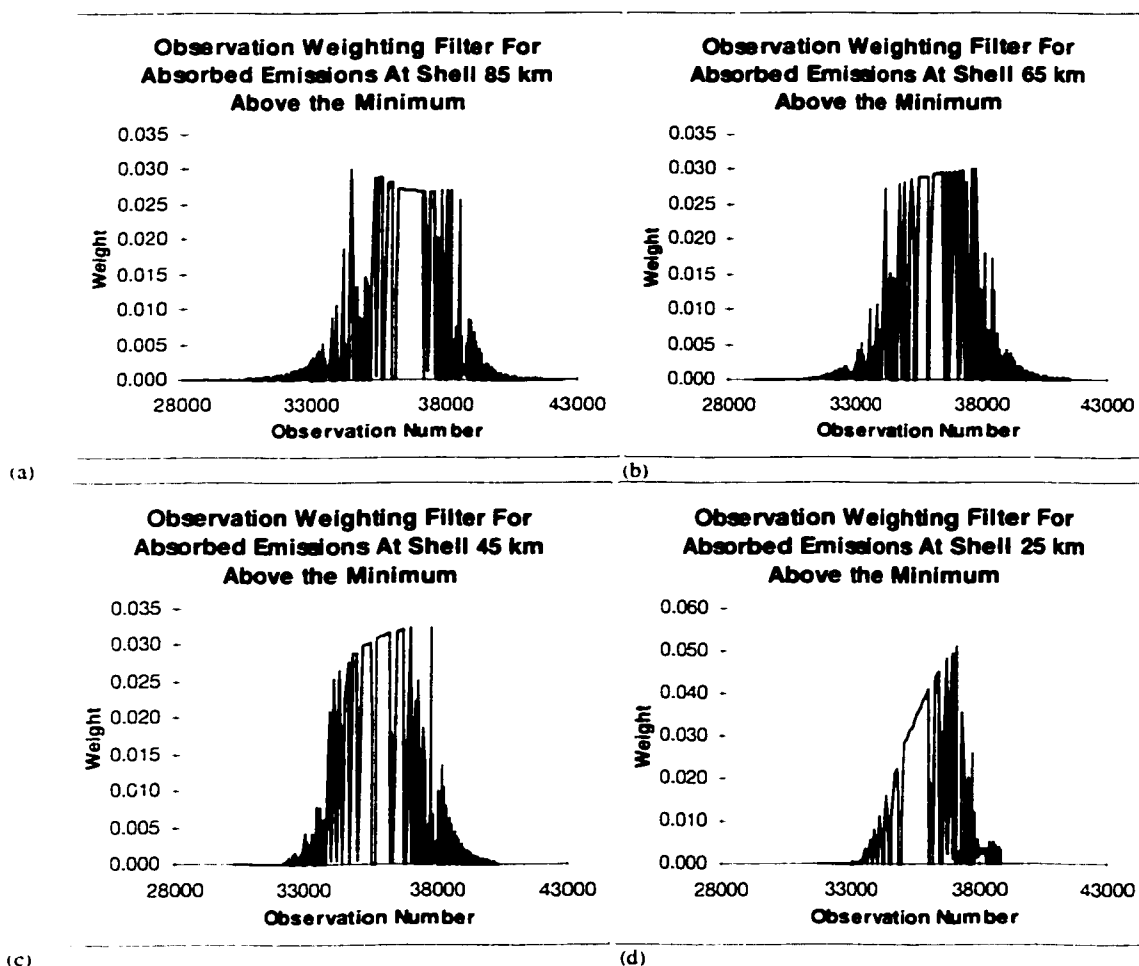 Observation Weighting Filter For
Absorbed Emissions At Shell 85 km
Above the Minimum
0.035
0.030
0.025
0.020
0.015
0.010
0.005
0.000
Weight
28000 33000 38000 43000
Observation Number
(a)
Observation Weighting Filter For
Absorbed Emissions At Shell 65 km
Above the Minimum
0.035
0.030
0.025
0.020
0.015
0.010
0.005
0.000
Weight
28000 33000 38000 43000
Observation Number
(b)
Observation Weighting Filter For
Absorbed Emissions At Shell 45 km
Above the Minimum
0.035
0.030
0.025
0.020
0.015
0.010
0.005
0.000
Weight
28000 33000 38000 43000
Observation Number
(c)
Observation Weighting Filter For
Absorbed Emissions At Shell 25 km
Above the Minimum
0.060
0.050
0.040
0.030
0.020
0.010
0.000
Weight
28000 33000 38000 43000
Observation Number
(d)